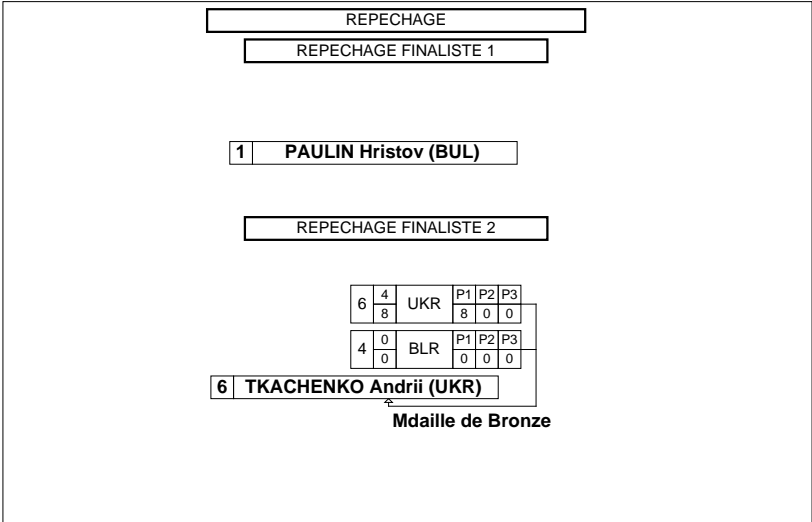 REPECHAGE
REPECHAGE FINALISTE 1
1 PAULIN Hristov (BUL)
REPECHAGE FINALISTE 2
6 4 8 UKR P1 P2 P3
8 0 0
4 0 0 BLR P1 P2 P3
0 0 0
6 TKACHENKO Andrii (UKR)
Mdaille de Bronze